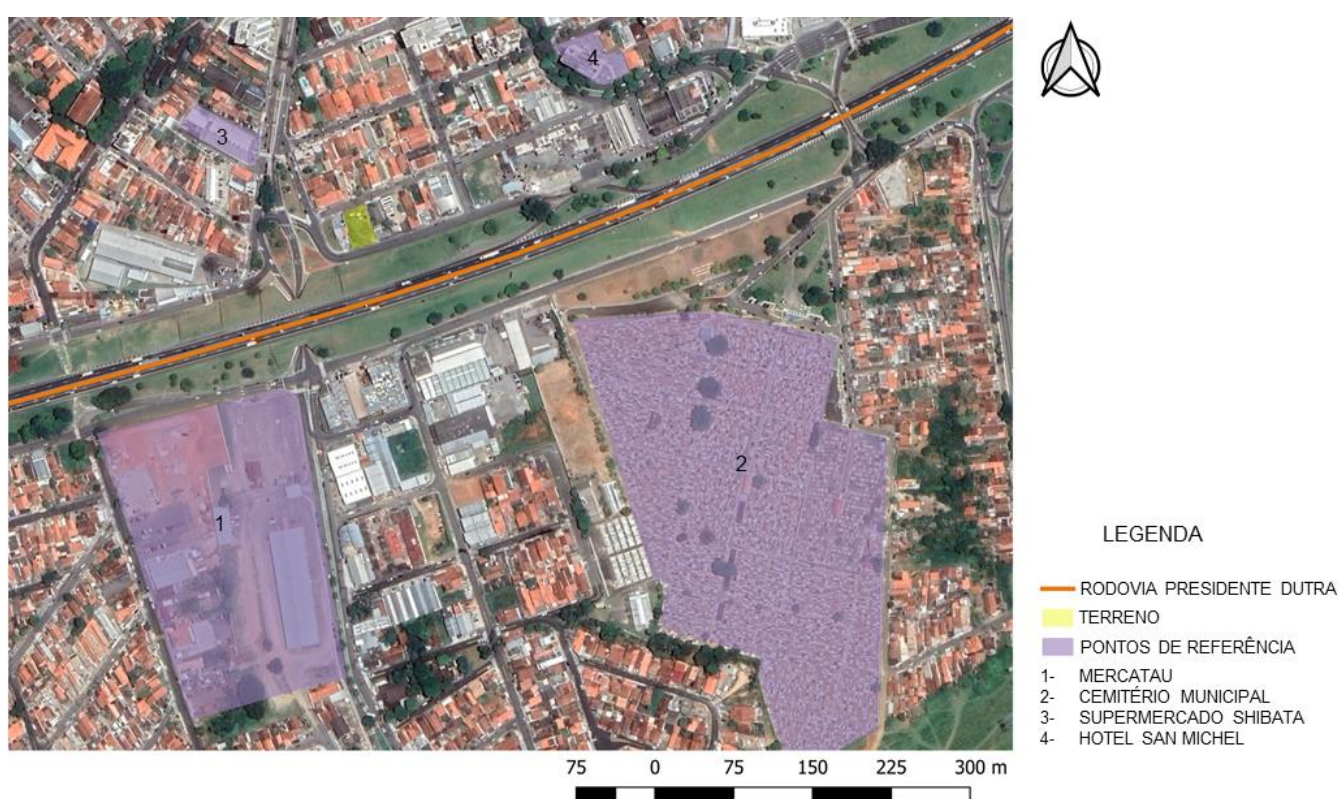 4
3
2
1
LEGENDA
RODOVIA PRESIDENTE DUTRA
TERRENO
PONTOS DE REFERÊNCIA
1- MERCATAU
2- CEMITÉRIO MUNICIPAL
3- SUPERMERCADO SHIBATA
4- HOTEL SAN MICHEL
75 0 75 150 225 300 m